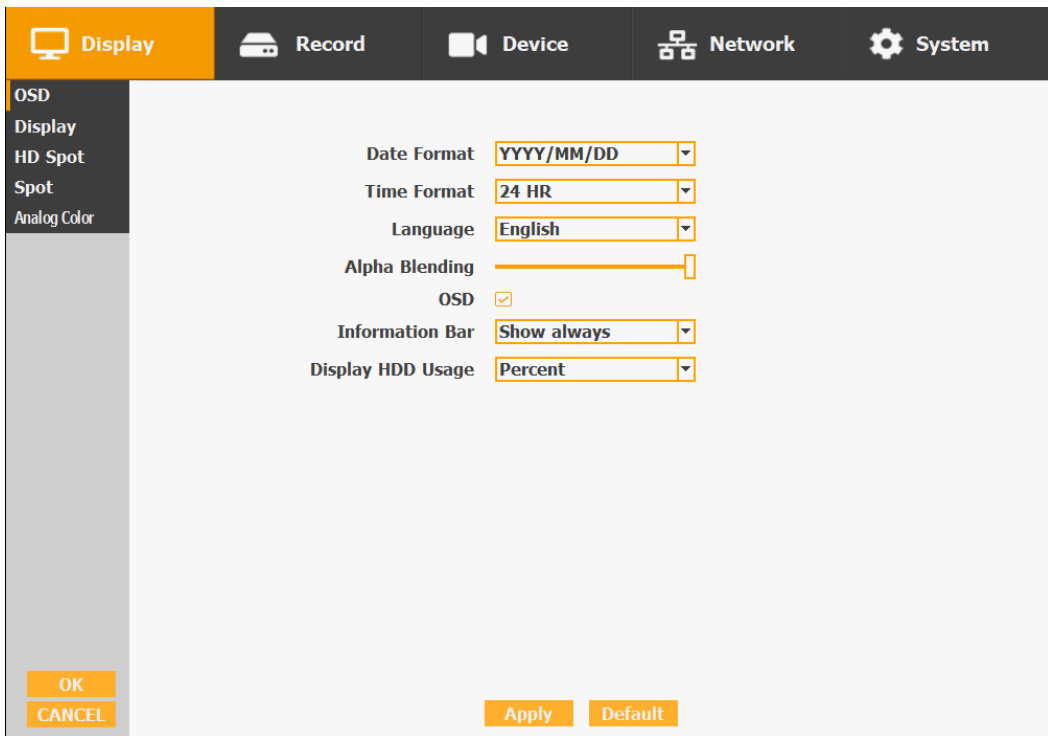 Display Record Device Network System
OSD
Display
HD Spot
Spot
Analog Color
Date Format YYYY/MM/DD
Time Format 24 HR
Language English
Alpha Blending
OSD
Information Bar Show always
Display HDD Usage Percent
OK
CANCEL
Apply Default